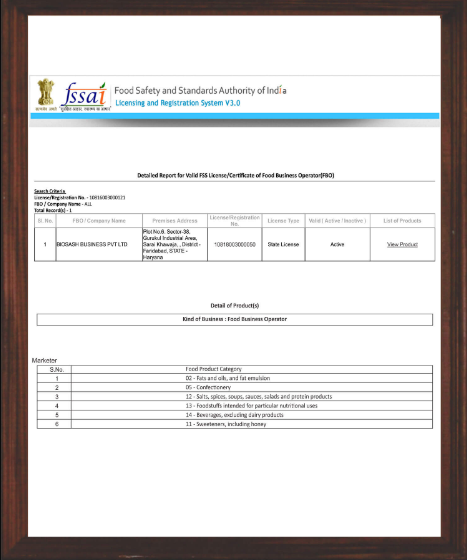 fssai
Food Safety and Standards Authority of India
Licensing and Registration System V3.0
Detailed Report for Valid FSS License/Certificate of Food Business Operator(FBO)
Search Criteria
License/Registration No. -
FBO / Company Name - ALL
Total Record(s) - 1
Sl. No. FBO / Company Name Premises Address License/Registration No. License Type Valid ( Active / Inactive ) List of Products
1 BIOSASH BUSINESS PVT LTD Plot No.6, Sector-38, Gurukul Industrial Area, Sarai Khawaja, , District - Faridabad, STATE - Haryana State License Active View Product
Detail of Product(s)
Kind of Business : Food Business Operator
Marketer
S.No. Food Product Category
1 02 - Fats and oils, and fat emulsion
2 05 - Confectionery
3 12 - Salts, spices, soups, sauces, salads and protein products
4 13 - Foodstuffs intended for particular nutritional uses
5 14 - Beverages, excluding dairy products
6 11 - Sweeteners, including honey